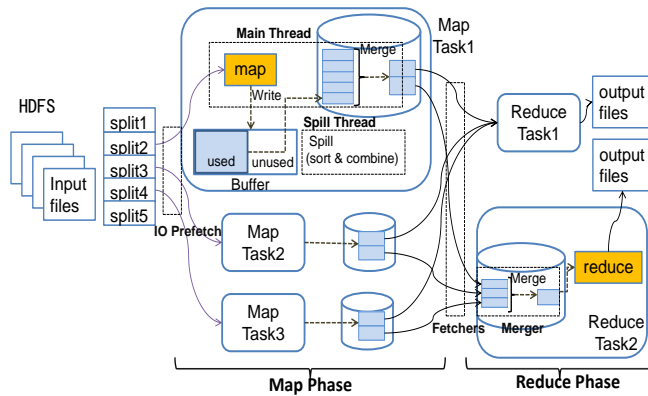 HDFS
Input
files
split1
split2
split3
split4
split5
IO Prefetch
Main Thread
map
Write
Merge
Map
Task1
Spill Thread
Spill
(sort & combine)
used
unused
Buffer
Map
Task2
Map
Task3
Map Phase
Fetchers
Reduce
Task1
output
files
output
files
Merge
reduce
Merger
Reduce
Task2
Reduce Phase